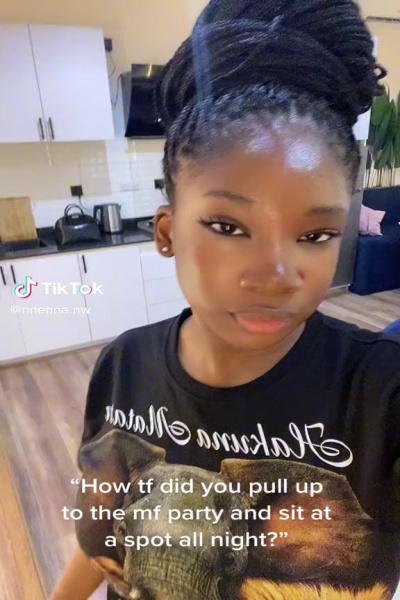 TikTok
@nnenna.nw
Hakuna Matata
“How tf did you pull up
to the mf party and sit at
a spot all night?”